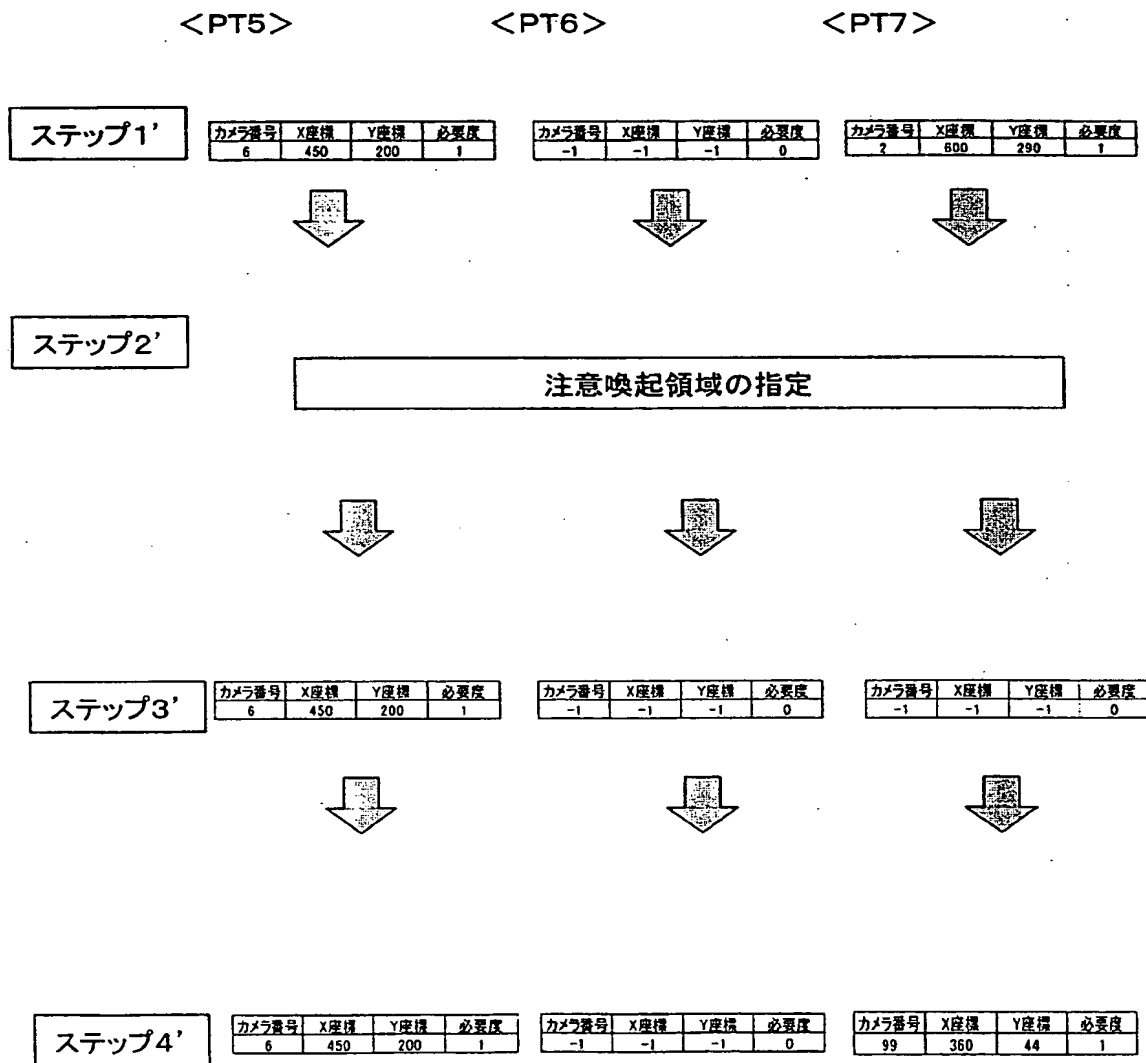 <PT5> <PT6> <PT7>
ステップ1'
カメラ番号 X座標 Y座標 必要度 カメラ番号 X座標 Y座標 必要度 カメラ番号 X座標 Y座標 必要度
6 450 200 1 -1 -1 -1 0 2 600 290 1
ステップ2'
注意喚起領域の指定
ステップ3'
カメラ番号 X座標 Y座標 必要度 カメラ番号 X座標 Y座標 必要度 カメラ番号 X座標 Y座標 必要度
6 450 200 1 -1 -1 -1 0 -1 -1 -1 0
ステップ4'
カメラ番号 X座標 Y座標 必要度 カメラ番号 X座標 Y座標 必要度 カメラ番号 X座標 Y座標 必要度
6 450 200 1 -1 -1 -1 0 99 360 44 1